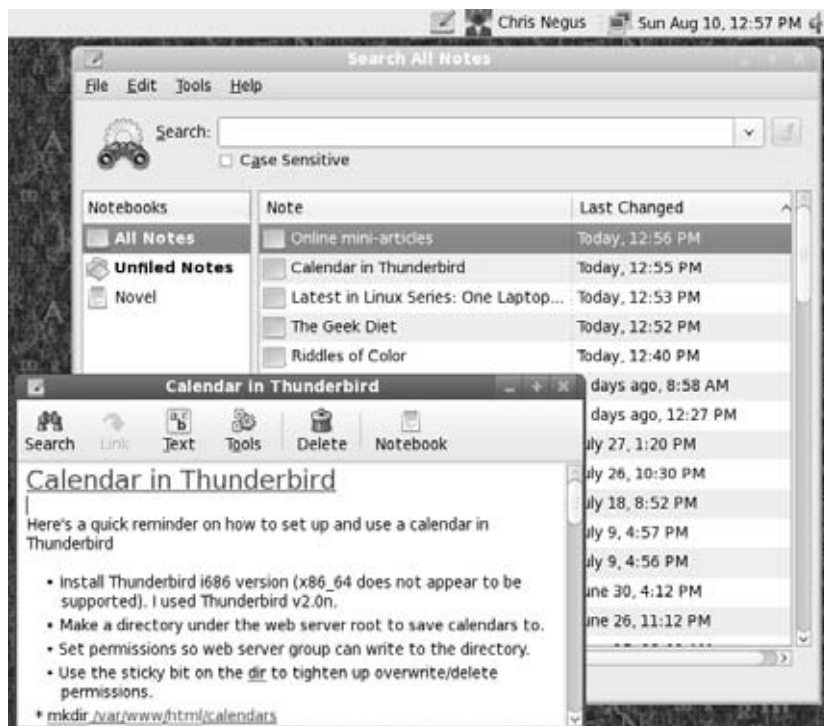 Chris Negus Sun Aug 10, 12:57 PM
Search All Notes
File Edit Tools Help
Search:
Case Sensitive
Notebooks Note Last Changed
All Notes Online mini-articles Today, 12:56 PM
Unfiled Notes Calendar in Thunderbird Today, 12:55 PM
Novel Latest in Linux Series: One Laptop... Today, 12:53 PM
The Geek Diet Today, 12:52 PM
Riddles of Color Today, 12:40 PM
days ago, 8:58 AM
days ago, 12:27 PM
uly 27, 1:20 PM
uly 26, 10:30 PM
uly 18, 8:52 PM
uly 9, 4:57 PM
uly 9, 4:56 PM
une 30, 4:12 PM
une 26, 11:12 PM
Calendar in Thunderbird
Search Link Text Tools Delete Notebook
Calendar in Thunderbird
Here's a quick reminder on how to set up and use a calendar in
Thunderbird
• Install Thunderbird i686 version (x86_64 does not appear to be
supported). I used Thunderbird v2.0n.
• Make a directory under the web server root to save calendars to.
• Set permissions so web server group can write to the directory.
• Use the sticky bit on the dir to tighten up overwrite/delete
permissions.
* mkdir /var/www/html/calendars